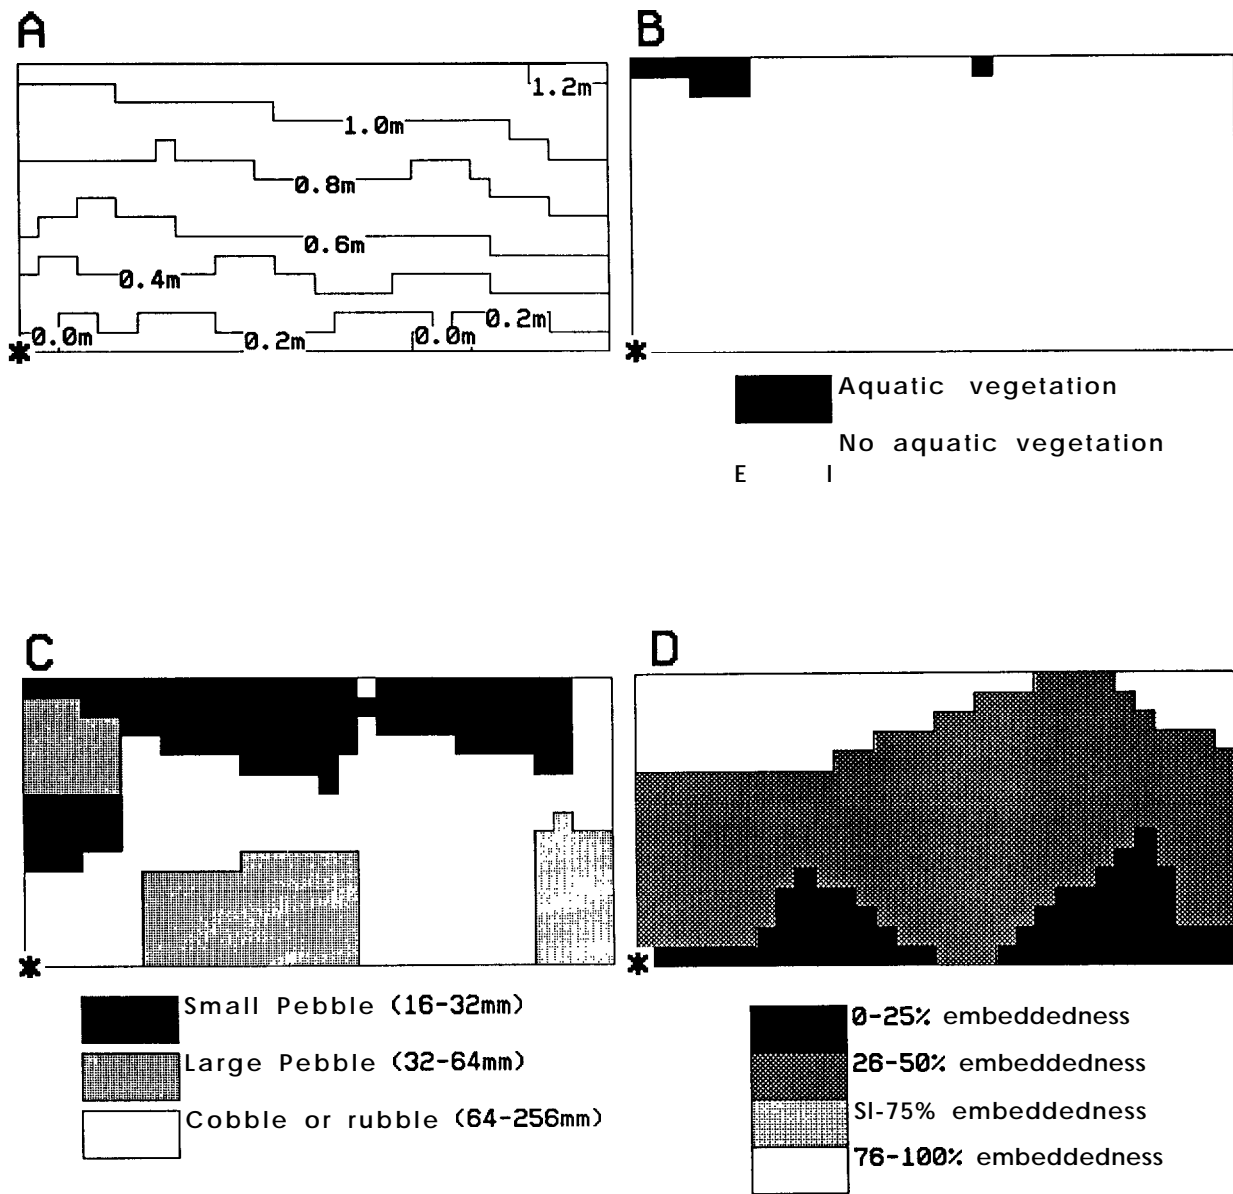 A
B
1.2m
1.0m
0.8m
0.6m
0.4m
0.2m
0.0m
0.2m
0.0m
*
*
Aquatic vegetation
No aquatic vegetation
E I
C
D
*
*
Small Pebble (16-32mm)
Large Pebble (32-64mm)
Cobble or rubble (64-256mm)
0-25% embeddedness
26-50% embeddedness
SI-75% embeddedness
76-100% embeddedness